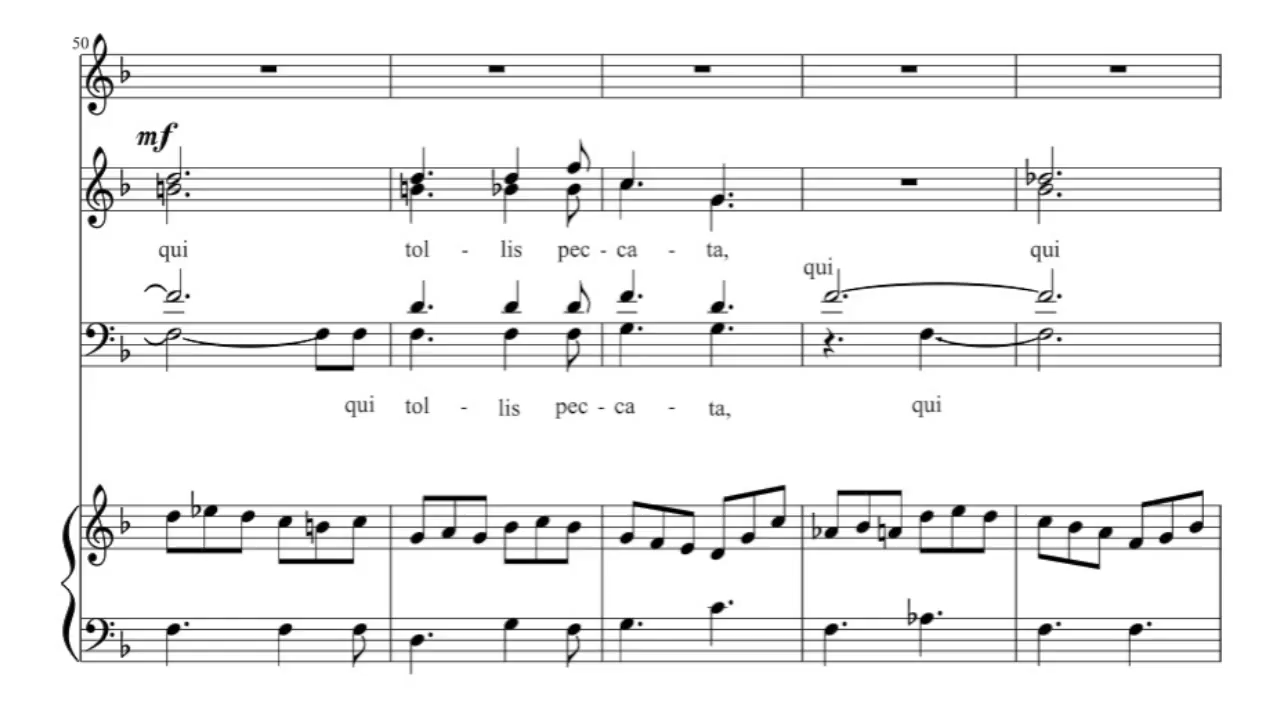 50
mf
qui tol - lis pec - ca - ta, qui
qui
qui tol - lis pec - ca - ta, qui